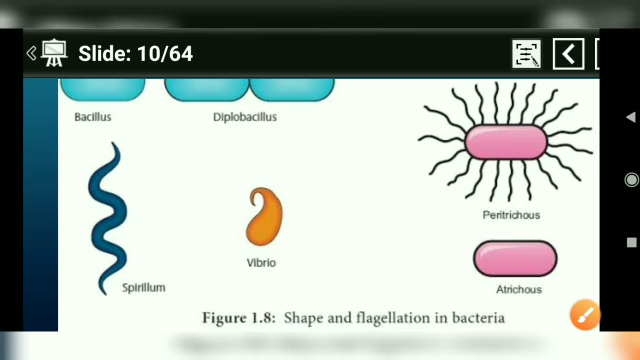 Slide: 10/64
Bacillus
Diplobacillus
Peritrichous
Vibrio
Spirillum
Atrichous
Figure 1.8: Shape and flagellation in bacteria